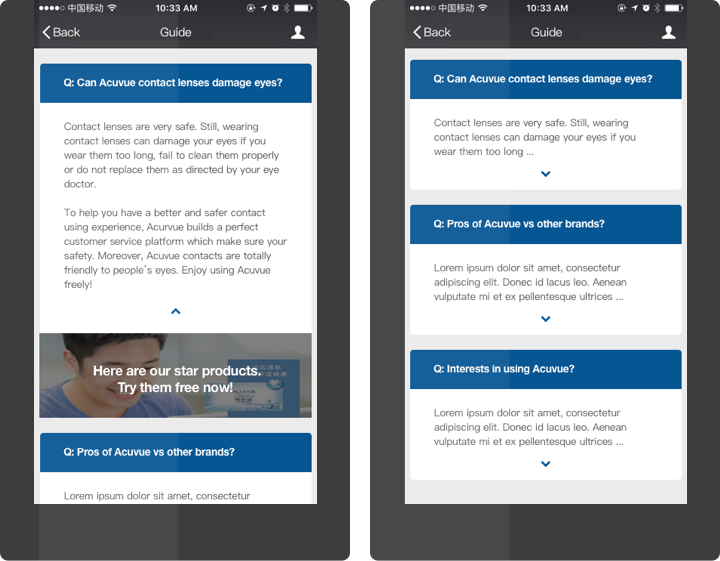 中国移动
10:33 AM
Back
Guide
Q: Can Acuvue contact lenses damage eyes?
Contact lenses are very safe. Still, wearing
contact lenses can damage your eyes if you
wear them too long, fail to clean them properly
or do not replace them as directed by your eye
doctor.
To help you have a better and safer contact
using experience, Acurvue builds a perfect
customer service platform which make sure your
safety. Moreover, Acuvue contacts are totally
friendly to people's eyes. Enjoy using Acuvue
freely!
Here are our star products.
Try them free now!
Q: Pros of Acuvue vs other brands?
Lorem ipsum dolor sit amet, consectetur
中国移动
10:33 AM
Back
Guide
Q: Can Acuvue contact lenses damage eyes?
Contact lenses are very safe. Still, wearing
contact lenses can damage your eyes if you
wear them too long ...
Q: Pros of Acuvue vs other brands?
Lorem ipsum dolor sit amet, consectetur
adipiscing elit. Donec id lacus leo. Aenean
vulputate mi et ex pellentesque ultrices ...
Q: Interests in using Acuvue?
Lorem ipsum dolor sit amet, consectetur
adipiscing elit. Donec id lacus leo. Aenean
vulputate mi et ex pellentesque ultrices ...